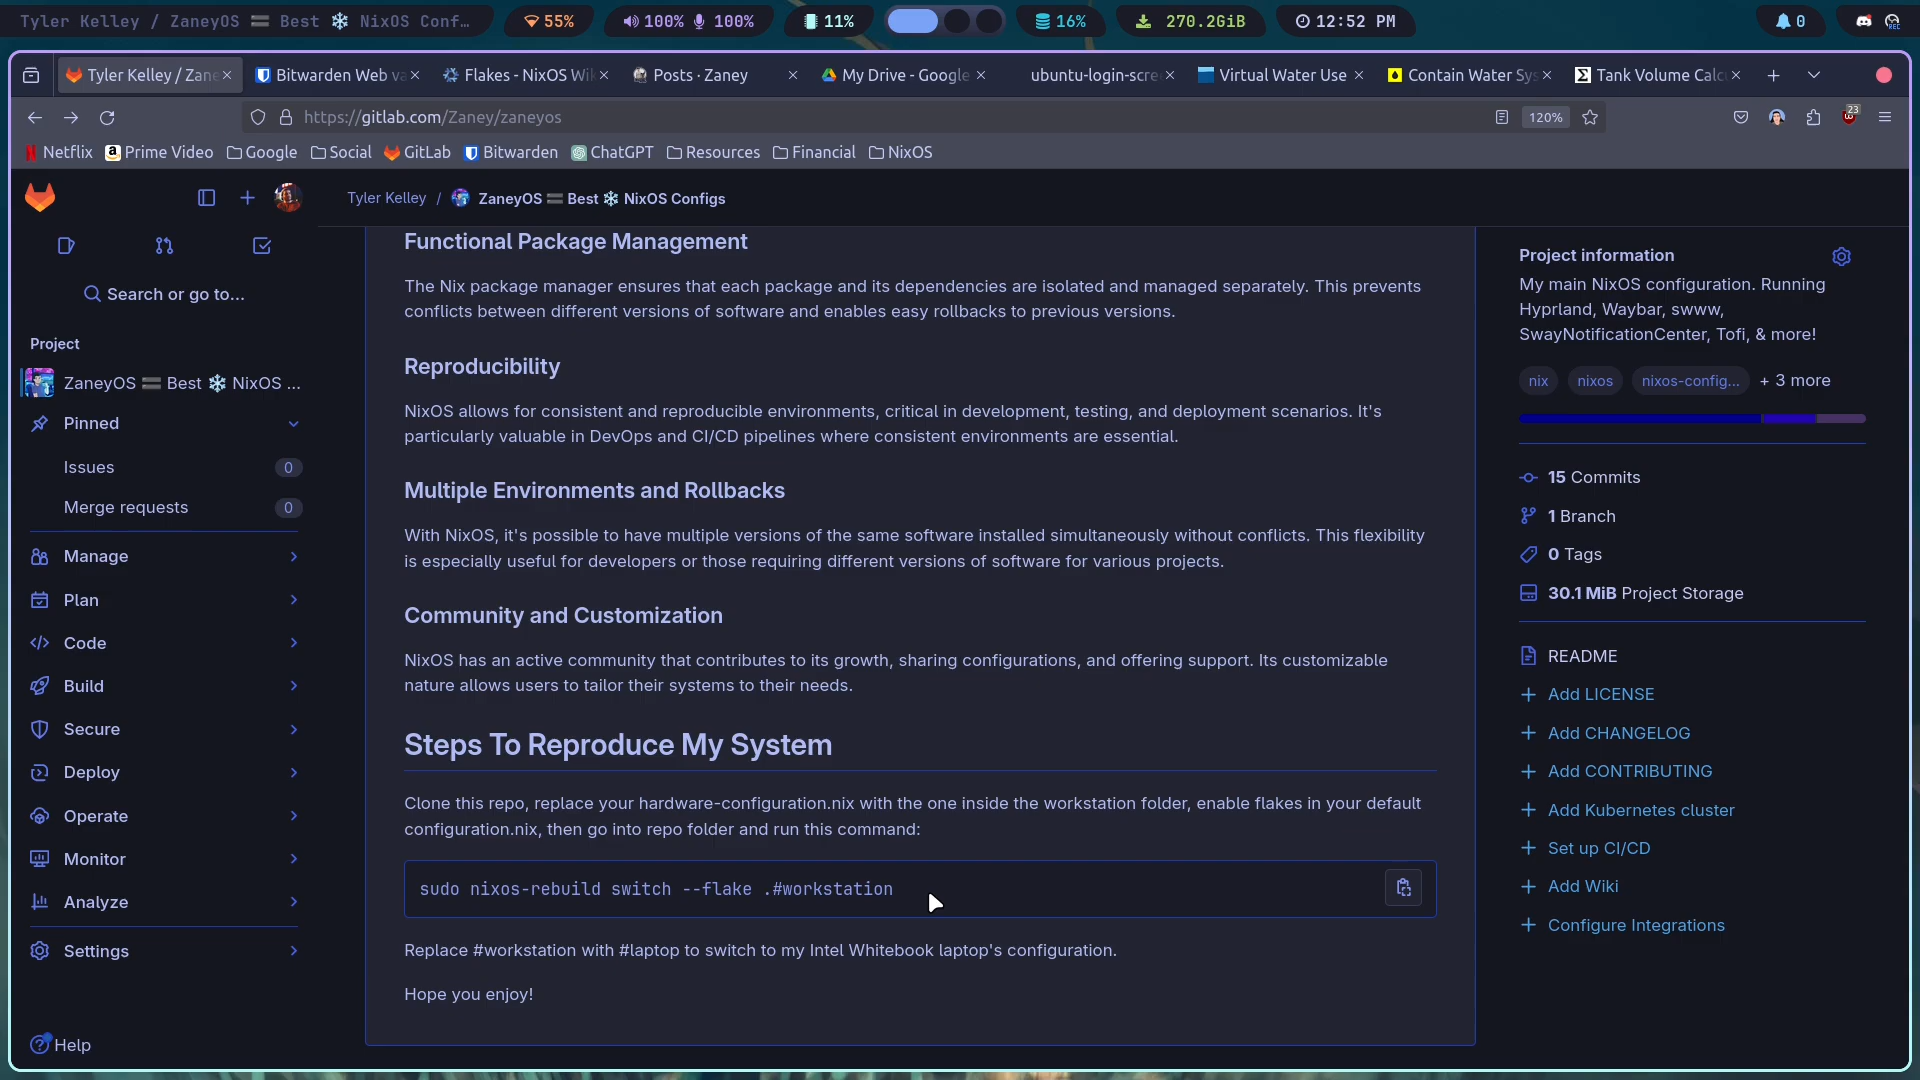 Tyler Kelley / ZaneyOS 🟰 Best ❄️ NixOS Conf…
55%
100% 100%
11%
16%
270.2GiB
12:52 PM
0
Tyler Kelley / Zane
Bitwarden Web va
Flakes - NixOS Wik
Posts · Zaney
My Drive - Google
ubuntu-login-scre
Virtual Water Use
Contain Water Sys
Tank Volume Calc
https://gitlab.com/Zaney/zaneyos
120%
23
Netflix
Prime Video
Google
Social
GitLab
Bitwarden
ChatGPT
Resources
Financial
NixOS
Tyler Kelley / ZaneyOS 🟰 Best ❄️ NixOS Configs
Search or go to...
Project
ZaneyOS 🟰 Best ❄️ NixOS ...
Pinned
Issues 0
Merge requests 0
Manage
Plan
Code
Build
Secure
Deploy
Operate
Monitor
Analyze
Settings
Help
Functional Package Management
The Nix package manager ensures that each package and its dependencies are isolated and managed separately. This prevents
conflicts between different versions of software and enables easy rollbacks to previous versions.
Reproducibility
NixOS allows for consistent and reproducible environments, critical in development, testing, and deployment scenarios. It's
particularly valuable in DevOps and CI/CD pipelines where consistent environments are essential.
Multiple Environments and Rollbacks
With NixOS, it's possible to have multiple versions of the same software installed simultaneously without conflicts. This flexibility
is especially useful for developers or those requiring different versions of software for various projects.
Community and Customization
NixOS has an active community that contributes to its growth, sharing configurations, and offering support. Its customizable
nature allows users to tailor their systems to their needs.
Steps To Reproduce My System
Clone this repo, replace your hardware-configuration.nix with the one inside the workstation folder, enable flakes in your default
configuration.nix, then go into repo folder and run this command:
sudo nixos-rebuild switch --flake .#workstation
Replace #workstation with #laptop to switch to my Intel Whitebook laptop's configuration.
Hope you enjoy!
Project information
My main NixOS configuration. Running
Hyprland, Waybar, swww,
SwayNotificationCenter, Tofi, & more!
nix nixos nixos-config... + 3 more
15 Commits
1 Branch
0 Tags
30.1 MiB Project Storage
README
Add LICENSE
Add CHANGELOG
Add CONTRIBUTING
Add Kubernetes cluster
Set up CI/CD
Add Wiki
Configure Integrations